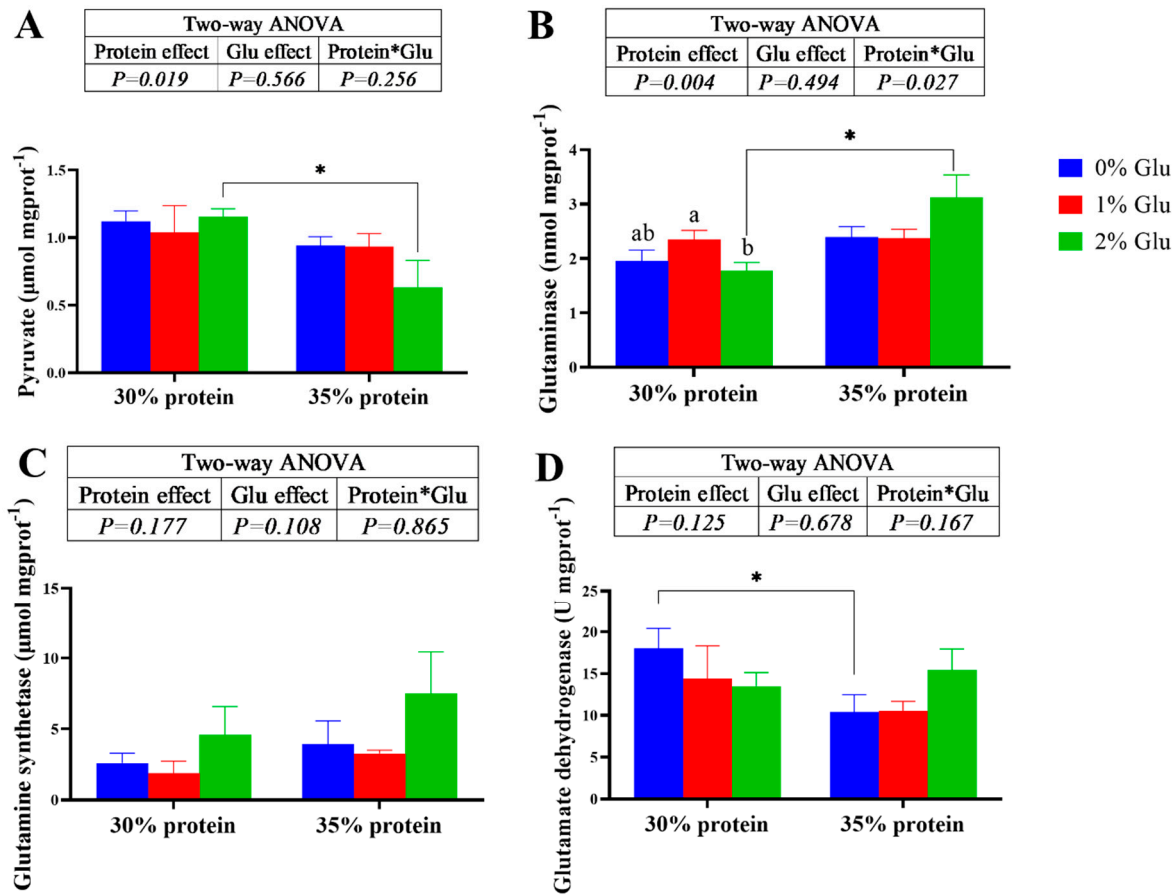 A
Two-way ANOVA
Protein effect Glu effect Protein*Glu
P=0.019 P=0.566 P=0.256
Pyruvate (μmol mgprot⁻¹)
1.5
1.0
0.5
0.0
*
30% protein 35% protein
B
Two-way ANOVA
Protein effect Glu effect Protein*Glu
P=0.004 P=0.494 P=0.027
Glutaminase (nmol mgprot⁻¹)
4
3
2
1
0
*
ab a b
30% protein 35% protein
0% Glu
1% Glu
2% Glu
C
Two-way ANOVA
Protein effect Glu effect Protein*Glu
P=0.177 P=0.108 P=0.865
Glutamine synthetase (μmol mgprot⁻¹)
15
10
5
0
30% protein 35% protein
D
Two-way ANOVA
Protein effect Glu effect Protein*Glu
P=0.125 P=0.678 P=0.167
Glutamate dehydrogenase (U mgprot⁻¹)
25
20
15
10
5
0
*
30% protein 35% protein